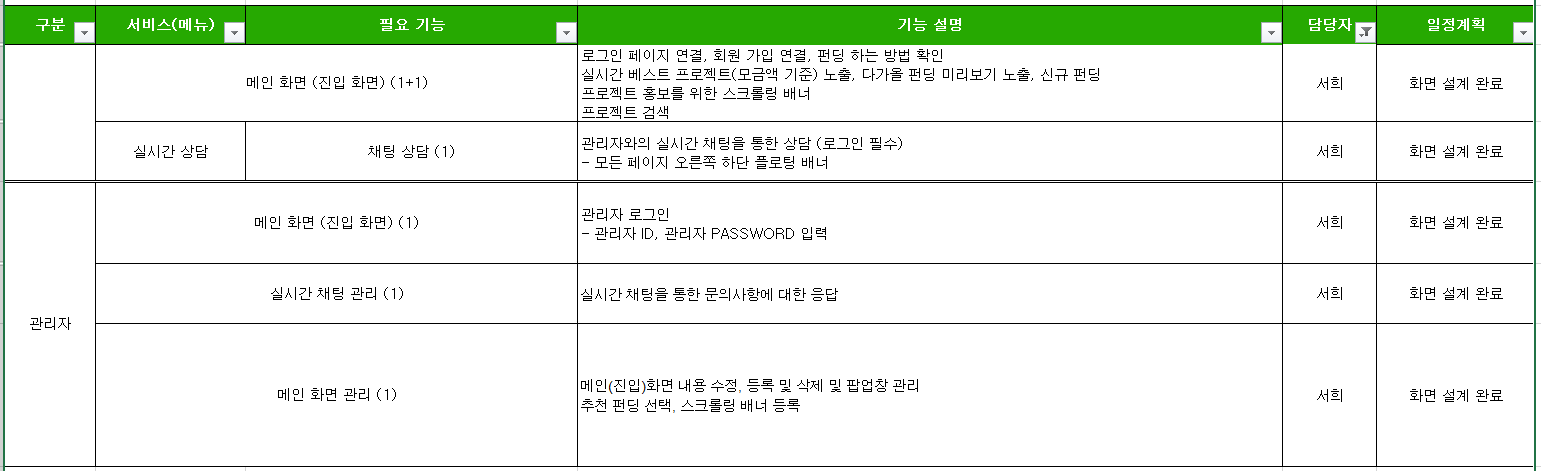 구분 서비스(메뉴) 필요 기능 기능 설명 담당자 일정계획
메인 화면 (진입 화면) (1+1)
로그인 페이지 연결, 회원 가입 연결, 펀딩 하는 방법 확인
실시간 베스트 프로젝트(모금액 기준) 노출, 다가올 펀딩 미리보기 노출, 신규 펀딩
프로젝트 홍보를 위한 스크롤링 배너
프로젝트 검색
서희 화면 설계 완료
실시간 상담 채팅 상담 (1)
관리자와의 실시간 채팅을 통한 상담 (로그인 필수)
- 모든 페이지 오른쪽 하단 플로팅 배너
서희 화면 설계 완료
관리자
메인 화면 (진입 화면) (1)
관리자 로그인
- 관리자 ID, 관리자 PASSWORD 입력
서희 화면 설계 완료
실시간 채팅 관리 (1) 실시간 채팅을 통한 문의사항에 대한 응답 서희 화면 설계 완료
메인 화면 관리 (1)
메인(진입)화면 내용 수정, 등록 및 삭제 및 팝업창 관리
추천 펀딩 선택, 스크롤링 배너 등록
서희 화면 설계 완료